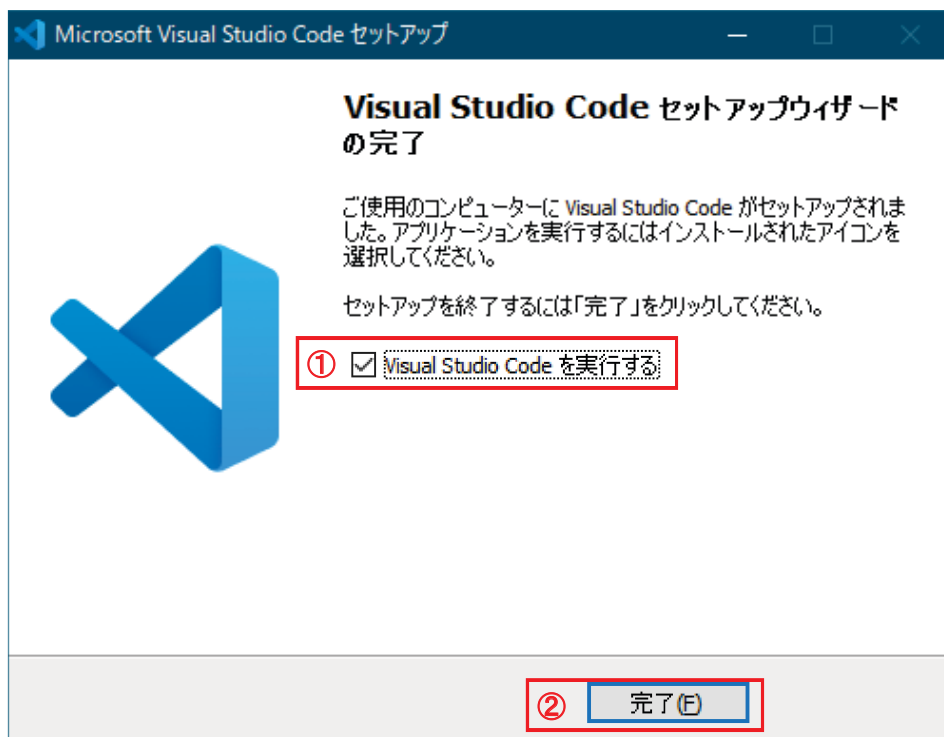 Microsoft Visual Studio Code セットアップ
Visual Studio Code セットアップウィザード
の完了
ご使用のコンピューターに Visual Studio Code がセットアップされま
した。アプリケーションを実行するにはインストールされたアイコンを
選択してください。
セットアップを終了するには「完了」をクリックしてください。
① Visual Studio Code を実行する
② 完了(F)